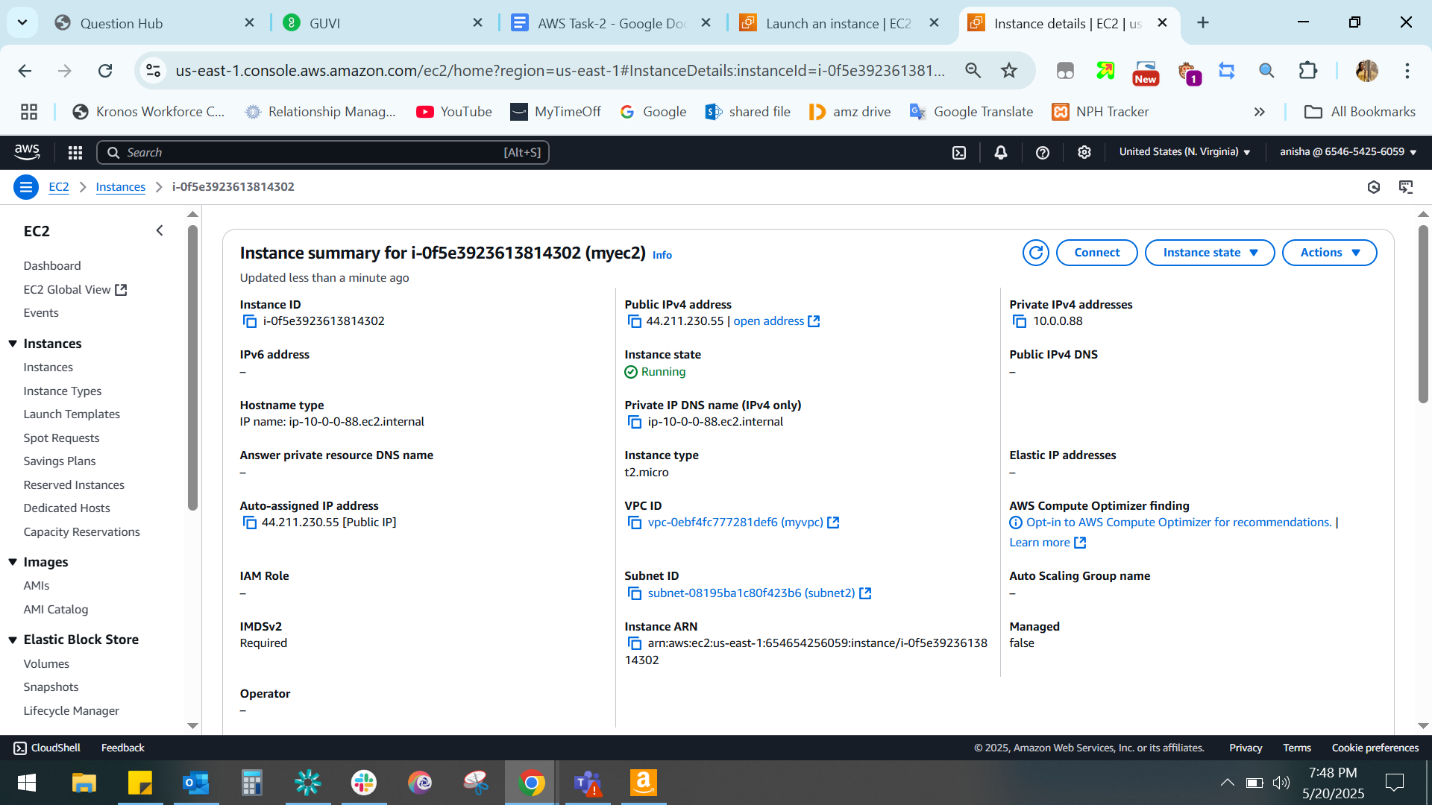 Question Hub
GUVI
AWS Task-2 - Google Do
Launch an instance | EC2
Instance details | EC2 | us
us-east-1.console.aws.amazon.com/ec2/home?region=us-east-1#InstanceDetails:instanceId=i-0f5e392361381...
New
1
Kronos Workforce C...
Relationship Manag...
YouTube
MyTimeOff
Google
shared file
amz drive
Google Translate
NPH Tracker
»
All Bookmarks
aws
Search
[Alt+S]
United States (N. Virginia)
anisha @ 6546-5425-6059
EC2 > Instances > i-0f5e3923613814302
EC2
Dashboard
EC2 Global View
Events
Instances
Instances
Instance Types
Launch Templates
Spot Requests
Savings Plans
Reserved Instances
Dedicated Hosts
Capacity Reservations
Images
AMIs
AMI Catalog
Elastic Block Store
Volumes
Snapshots
Lifecycle Manager
Instance summary for i-0f5e3923613814302 (myec2) Info
Updated less than a minute ago
Connect
Instance state
Actions
Instance ID
i-0f5e3923613814302
IPv6 address
–
Hostname type
IP name: ip-10-0-0-88.ec2.internal
Answer private resource DNS name
–
Auto-assigned IP address
44.211.230.55 [Public IP]
IAM Role
–
IMDSv2
Required
Operator
–
Public IPv4 address
44.211.230.55 | open address
Instance state
Running
Private IP DNS name (IPv4 only)
ip-10-0-0-88.ec2.internal
Instance type
t2.micro
VPC ID
vpc-0ebf4fc777281def6 (myvpc)
Subnet ID
subnet-08195ba1c80f423b6 (subnet2)
Instance ARN
arn:aws:ec2:us-east-1:654654256059:instance/i-0f5e39236138
14302
Private IPv4 addresses
10.0.0.88
Public IPv4 DNS
–
Elastic IP addresses
–
AWS Compute Optimizer finding
Opt-in to AWS Compute Optimizer for recommendations. |
Learn more
Auto Scaling Group name
–
Managed
false
CloudShell
Feedback
© 2025, Amazon Web Services, Inc. or its affiliates.
Privacy
Terms
Cookie preferences
7:48 PM
5/20/2025